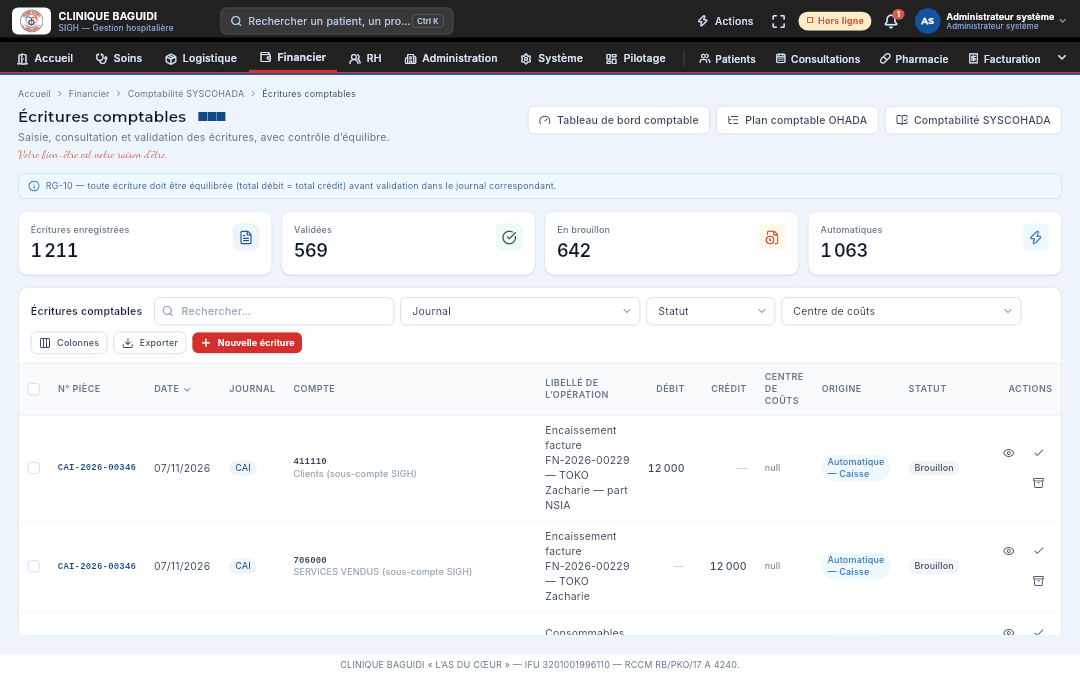 CLINIQUE BAGUIDI
SIGH — Gestion hospitalière
Rechercher un patient, un pro... Ctrl K
Actions
Hors ligne
1
AS
Administrateur système
Administrateur système
Accueil Soins Logistique Financier RH Administration Système Pilotage Patients Consultations Pharmacie Facturation
Accueil > Financier > Comptabilité SYSCOHADA > Écritures comptables
Écritures comptables
Saisie, consultation et validation des écritures, avec contrôle d'équilibre.
Votre bien-être est notre raison d'être.
Tableau de bord comptable
Plan comptable OHADA
Comptabilité SYSCOHADA
RG-10 — toute écriture doit être équilibrée (total débit = total crédit) avant validation dans le journal correspondant.
Écritures enregistrées
1 211
Validées
569
En brouillon
642
Automatiques
1 063
Écritures comptables
Rechercher...
Journal
Statut
Centre de coûts
Colonnes
Exporter
Nouvelle écriture
N° PIÈCE DATE JOURNAL COMPTE LIBELLÉ DE L'OPÉRATION DÉBIT CRÉDIT CENTRE DE COÛTS ORIGINE STATUT ACTIONS
CAI-2026-00346
07/11/2026
CAI
411110
Clients (sous-compte SIGH)
Encaissement
facture
FN-2026-00229
— TOKO
Zacharie — part
NSIA
12 000
—
null
Automatique
— Caisse
Brouillon
CAI-2026-00346
07/11/2026
CAI
706000
SERVICES VENDUS (sous-compte SIGH)
Encaissement
facture
FN-2026-00229
— TOKO
Zacharie
—
12 000
null
Automatique
— Caisse
Brouillon
Consommables
CLINIQUE BAGUIDI « L'AS DU CŒUR » — IFU 3201001996110 — RCCM RB/PKO/17 A 4240.